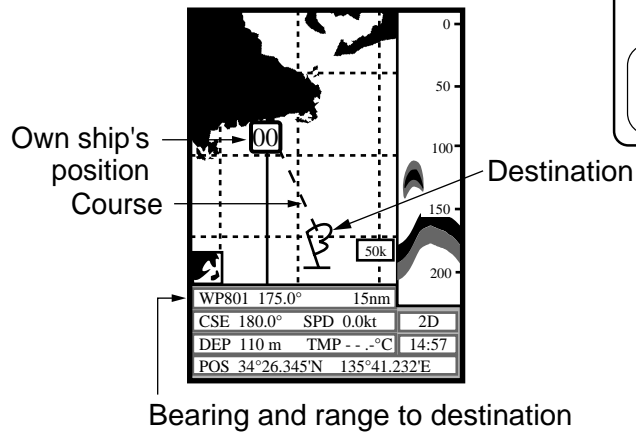 0
50
100
150
200
Own ship's
position
Course
00
Destination
50k
WP801 175.0° 15nm
CSE 180.0° SPD 0.0kt 2D
DEP 110 m TMP - - .-°C 14:57
POS 34°26.345'N 135°41.232'E
Bearing and range to destination